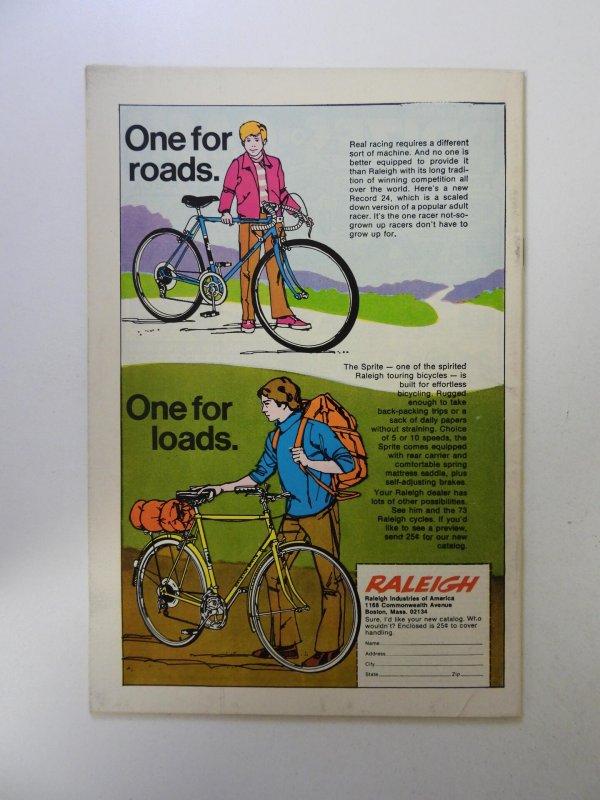 One for
roads.
Real racing requires a different
sort of machine. And no one is
better equipped to provide it
than Raleigh with its long tradi-
tion of winning competition all
over the world. Here's a new
Record 24, which is a scaled
down version of a popular adult
racer. It's the one racer not-so-
grown up racers don't have to
grow up for.
The Sprite — one of the spirited
Raleigh touring bicycles — is
built for effortless
bicycling. Rugged
enough to take
back-packing trips or a
sack of daily papers
without straining. Choice
of 5 or 10 speeds, the
Sprite comes equipped
with rear carrier and
comfortable spring
mattress saddle, plus
self-adjusting brakes.
Your Raleigh dealer has
lots of other possibilities.
See him and the 73
Raleigh cycles. If you'd
like to see a preview,
send 25¢ for our new
catalog.
One for
loads.
RALEIGH
Raleigh Industries of America
1168 Commonwealth Avenue
Boston, Mass. 02134
Sure, I'd like your new catalog. Who
wouldn't? Enclosed is 25¢ to cover
handling
Name
Address
City
State Zip